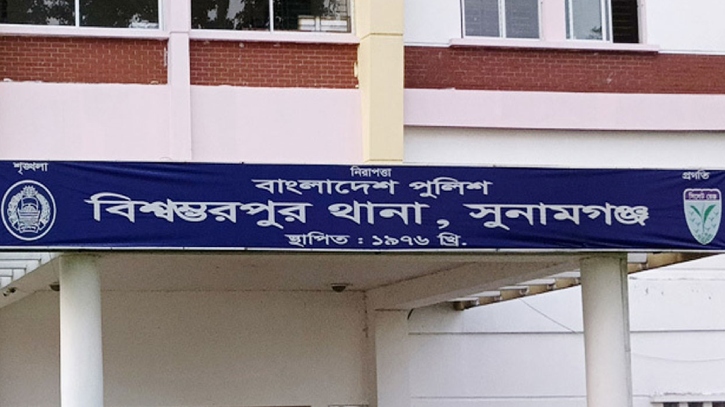 শৃঙ্খলা নিরাপত্তা প্রগতি
বাংলাদেশ পুলিশ
বিশ্বম্ভরপুর থানা, সুনামগঞ্জ
স্থাপিত : ১৯৭৬ খ্রি.
সিলেট রেঞ্জ